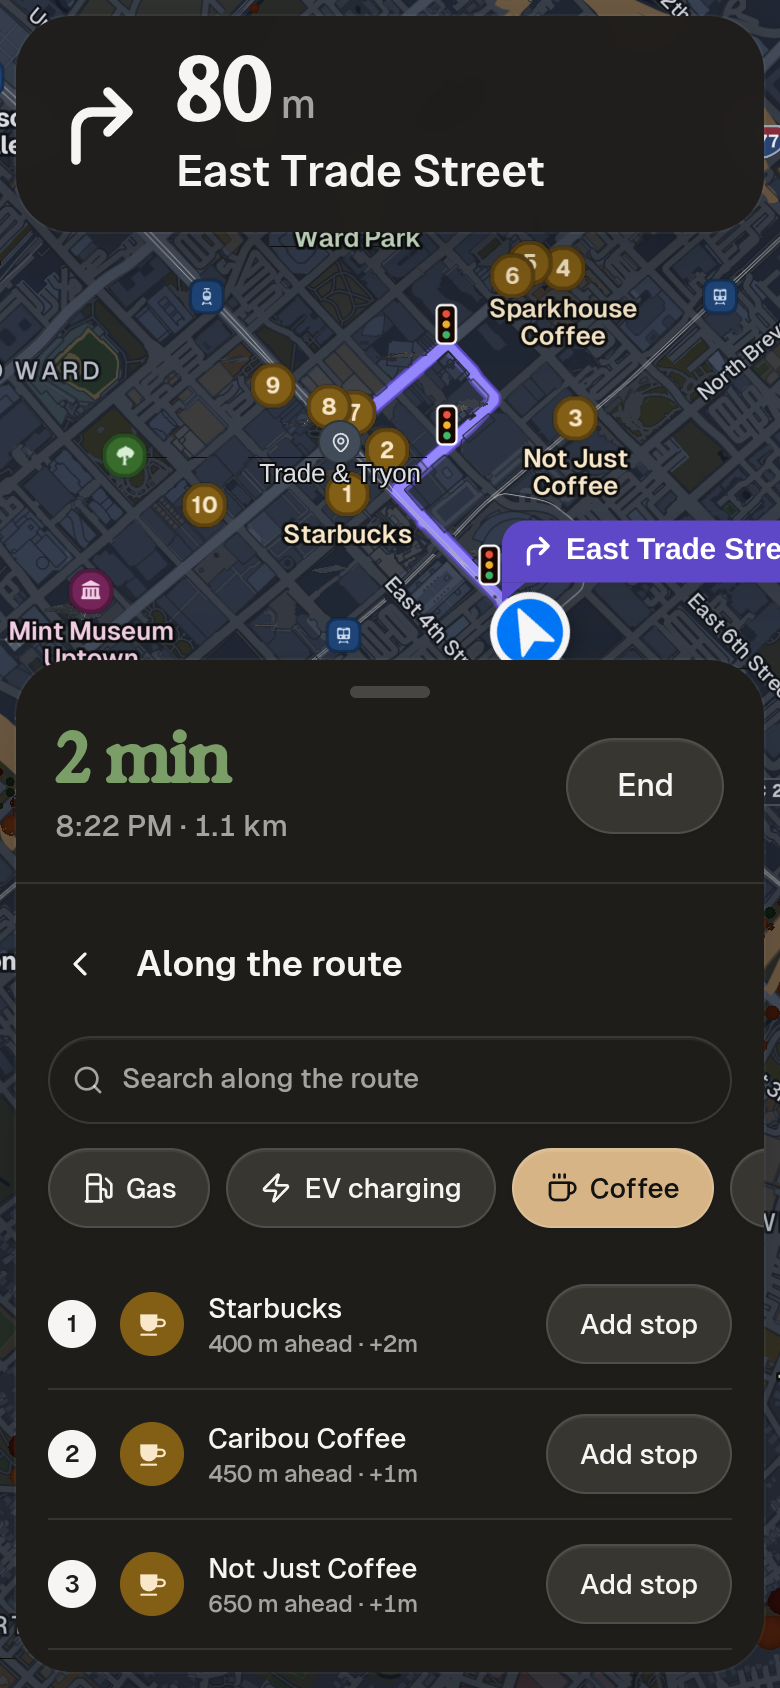 80 m
East Trade Street
Ward Park
6
5
4
Sparkhouse
Coffee
WARD
9
8
7
3
North Brev
2
Not Just
Coffee
Trade & Tryon
10
1
Starbucks
East Trade Stre
Mint Museum
Uptown
East 4th St
East 6th Street
2 min
8:22 PM · 1.1 km
End
Along the route
Search along the route
Gas
EV charging
Coffee
1
Starbucks
400 m ahead · +2m
Add stop
2
Caribou Coffee
450 m ahead · +1m
Add stop
3
Not Just Coffee
650 m ahead · +1m
Add stop